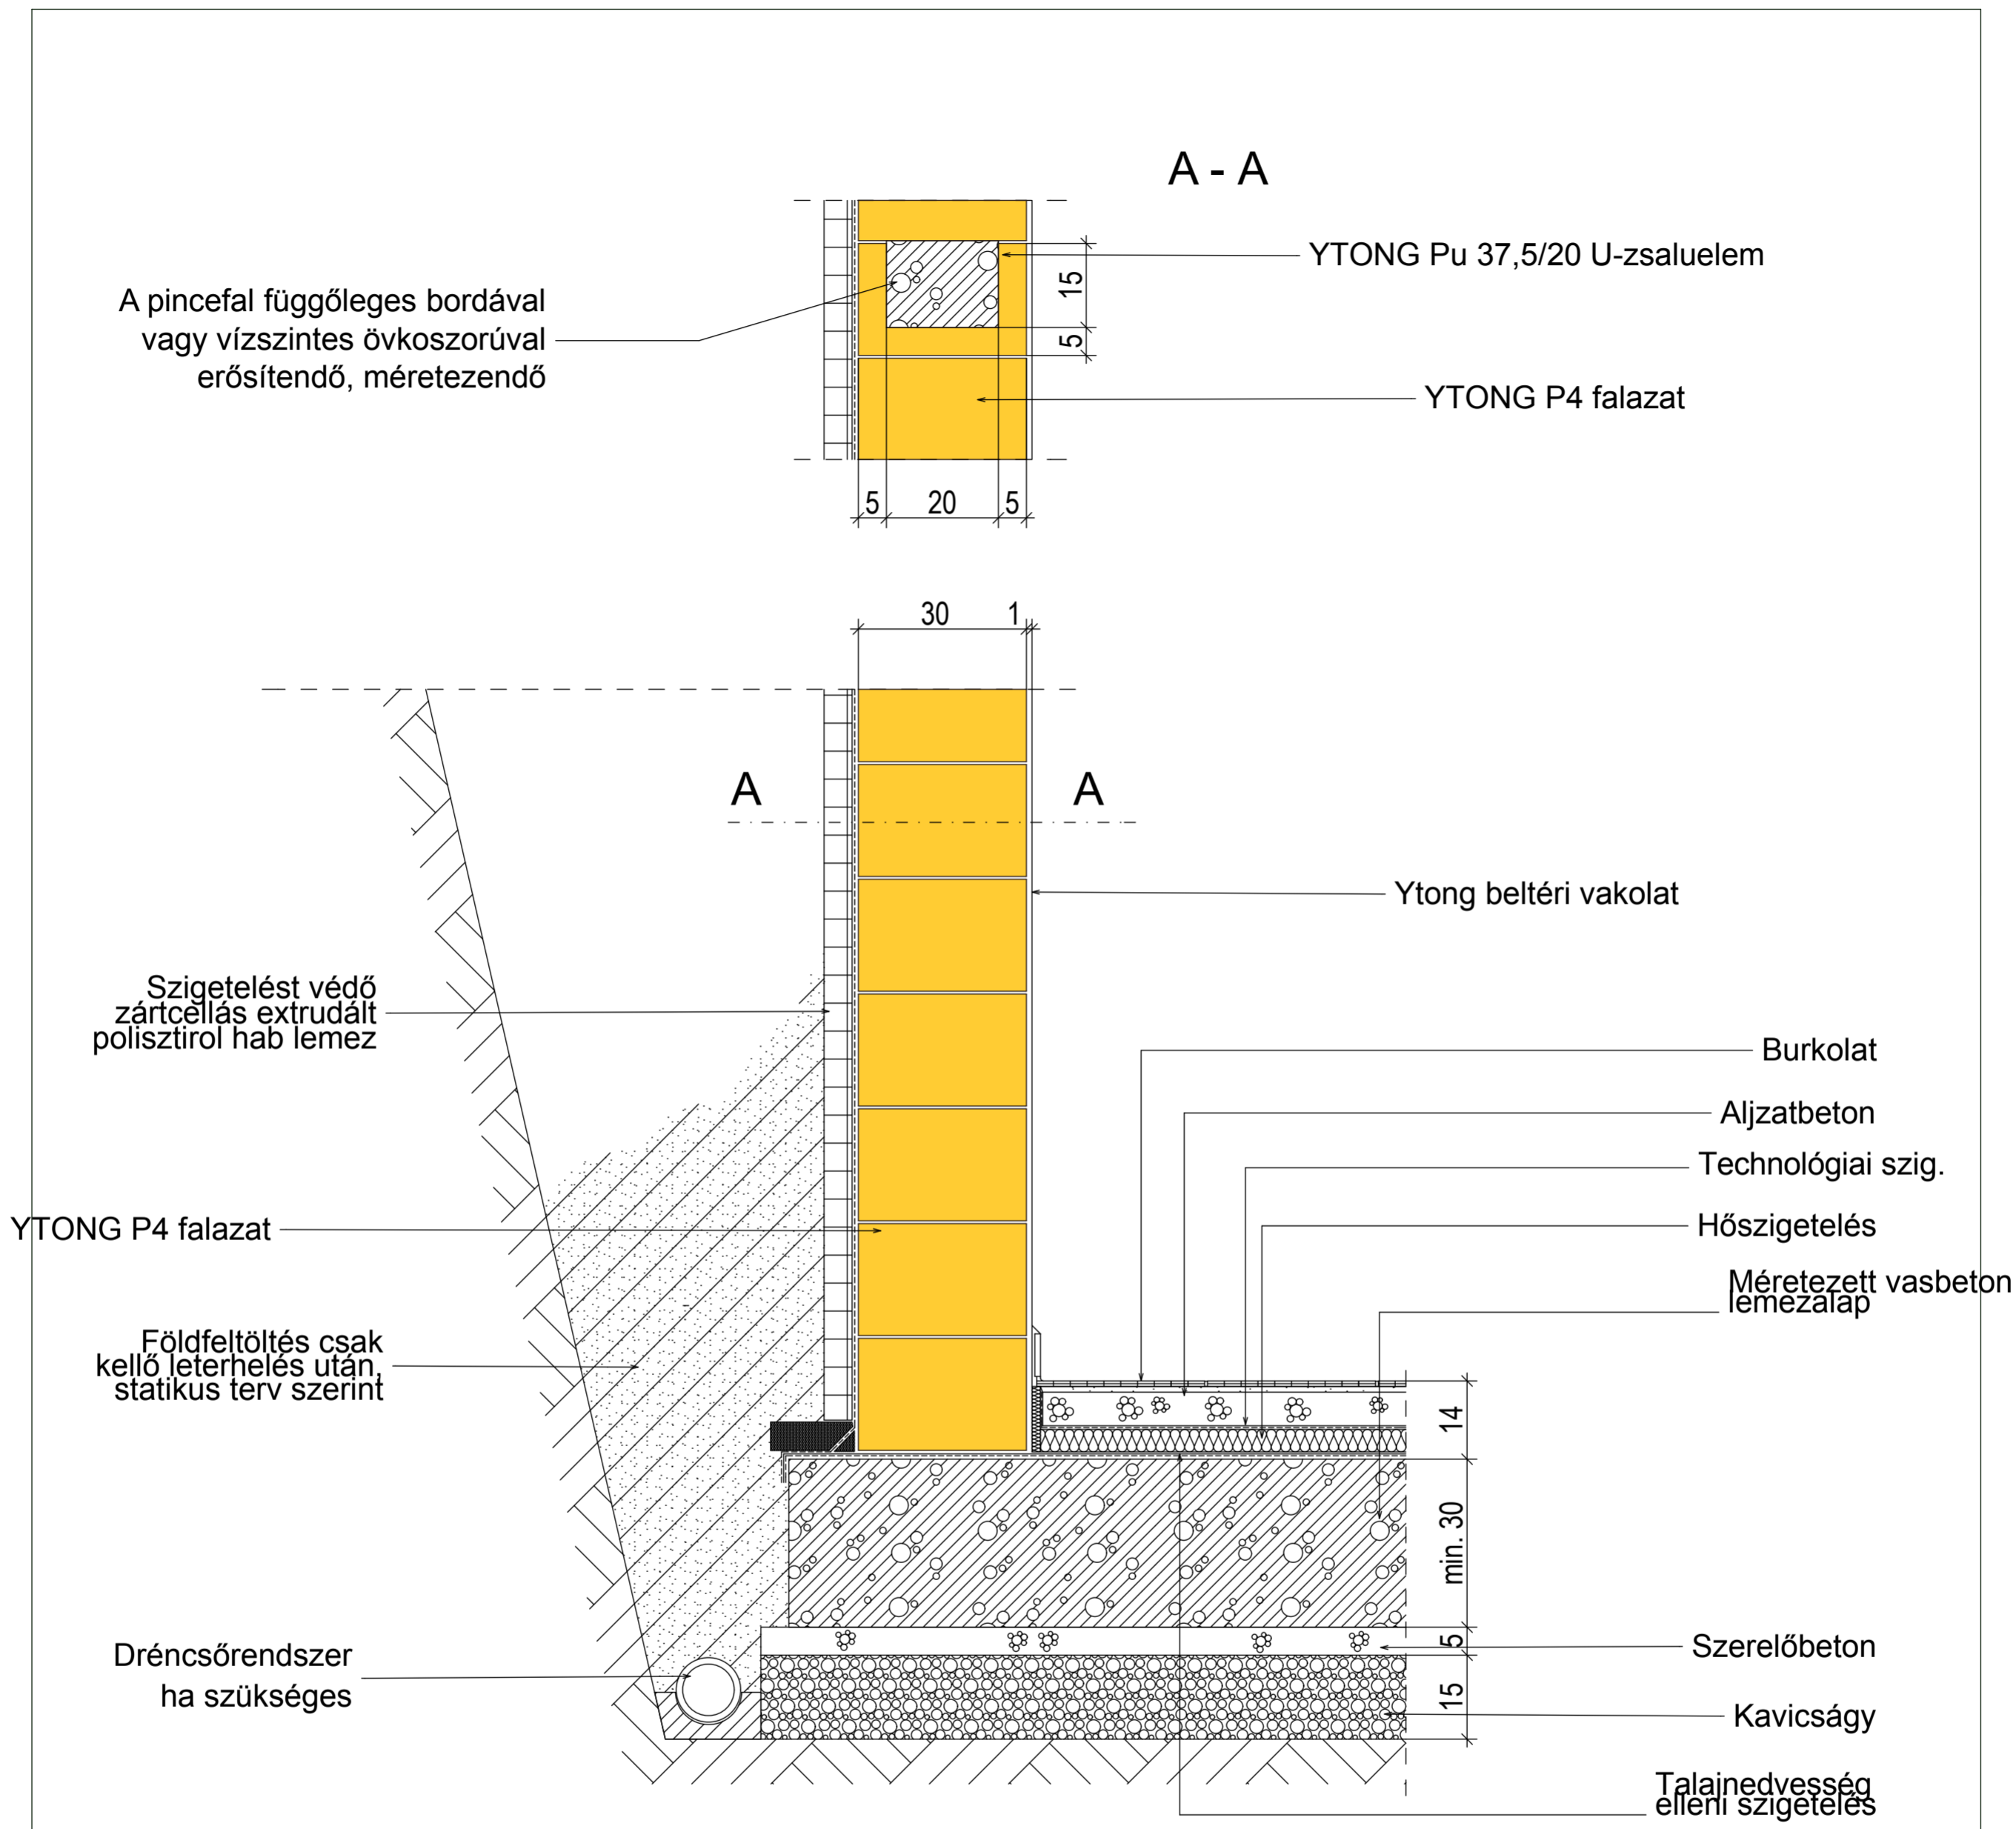 A - A
YTONG Pu 37,5/20 U-zsaluelem
A pincefal függőleges bordával
vagy vízszintes övkoszorúval
erősítendő, méretezendő
15
5
YTONG P4 falazat
5
20
5
30
1
A
A
Ytong beltéri vakolat
Szigetelést védő
zártcellás extrudált
polisztirol hab lemez
Burkolat
Aljzatbeton
Technológiai szig.
YTONG P4 falazat
Hőszigetelés
Méretezett vasbeton
lemezalap
Földfeltöltés csak
kellő leterhelés után,
statikus terv szerint
14
min. 30
Dréncsőrendszer
ha szükséges
5
Szerelőbeton
15
Kavicságy
Talajnedvesség
elleni szigetelés